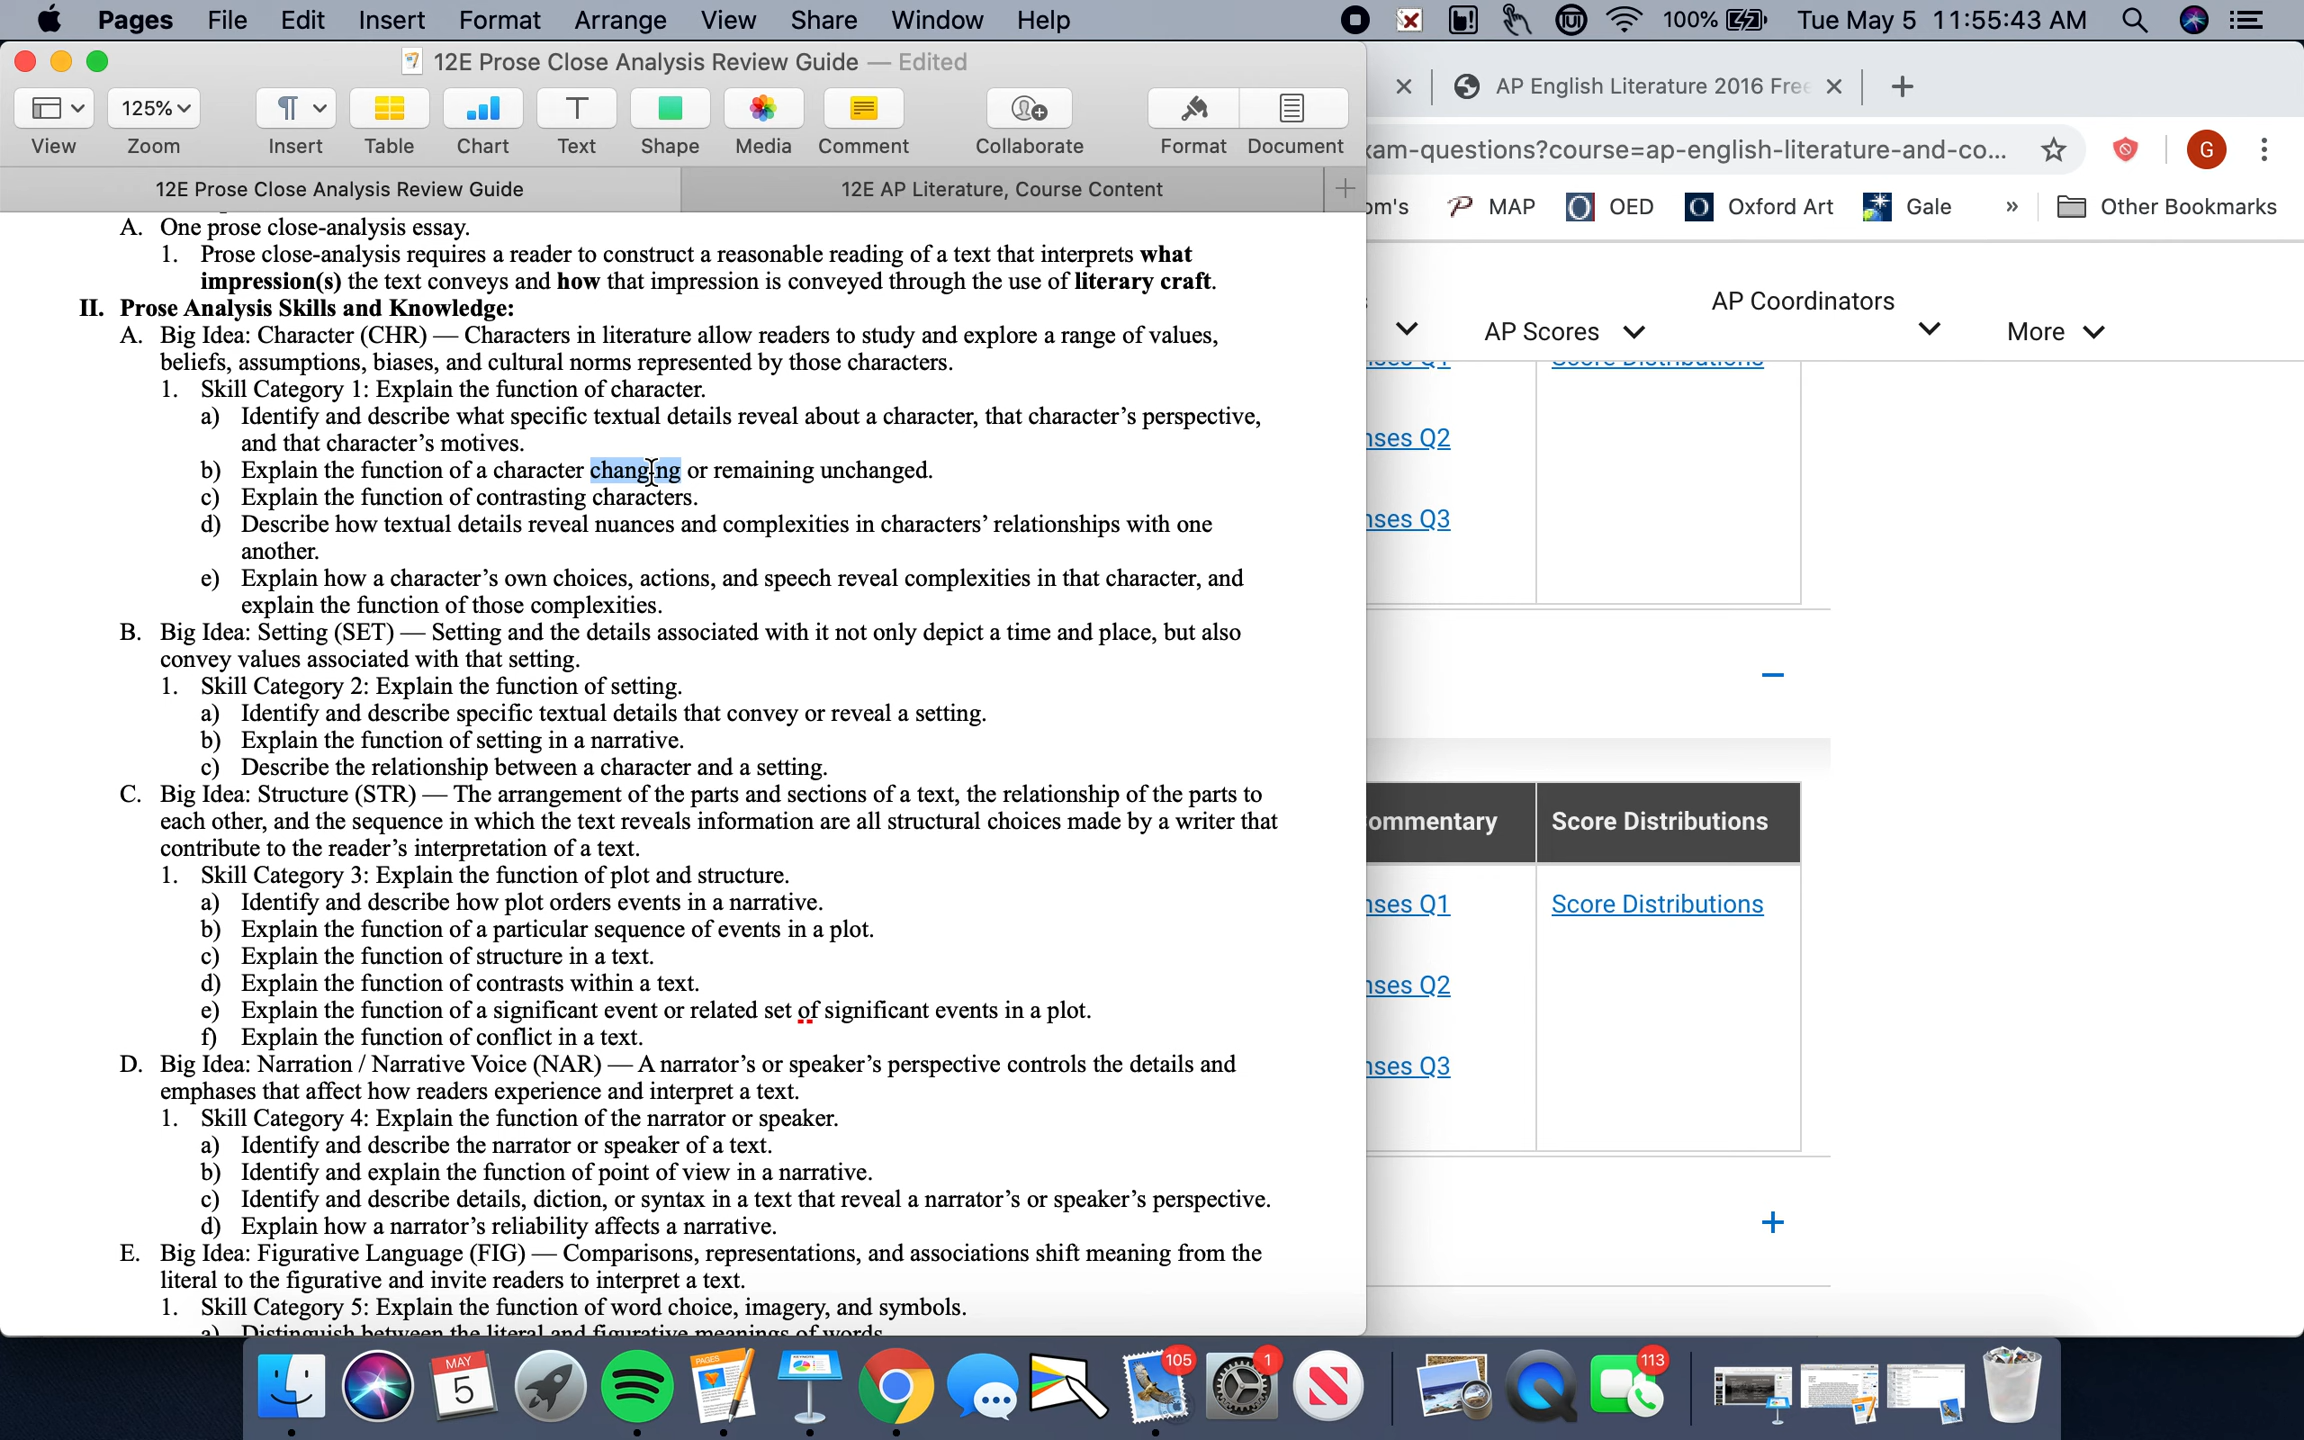 Pages File Edit Insert Format Arrange View Share Window Help 100% Tue May 5 11:55:43 AM
12E Prose Close Analysis Review Guide — Edited
AP English Literature 2016 Free
125%
View Zoom Insert Table Chart Text Shape Media Comment Collaborate Format Document
xam-questions?course=ap-english-literature-and-co... G
12E Prose Close Analysis Review Guide 12E AP Literature, Course Content
om's MAP OED Oxford Art Gale » Other Bookmarks
A. One prose close-analysis essay.
1. Prose close-analysis requires a reader to construct a reasonable reading of a text that interprets what
impression(s) the text conveys and how that impression is conveyed through the use of literary craft.
II. Prose Analysis Skills and Knowledge:
A. Big Idea: Character (CHR) — Characters in literature allow readers to study and explore a range of values,
beliefs, assumptions, biases, and cultural norms represented by those characters.
1. Skill Category 1: Explain the function of character.
a) Identify and describe what specific textual details reveal about a character, that character’s perspective,
and that character’s motives.
b) Explain the function of a character changing or remaining unchanged.
c) Explain the function of contrasting characters.
d) Describe how textual details reveal nuances and complexities in characters’ relationships with one
another.
e) Explain how a character’s own choices, actions, and speech reveal complexities in that character, and
explain the function of those complexities.
B. Big Idea: Setting (SET) — Setting and the details associated with it not only depict a time and place, but also
convey values associated with that setting.
1. Skill Category 2: Explain the function of setting.
a) Identify and describe specific textual details that convey or reveal a setting.
b) Explain the function of setting in a narrative.
c) Describe the relationship between a character and a setting.
C. Big Idea: Structure (STR) — The arrangement of the parts and sections of a text, the relationship of the parts to
each other, and the sequence in which the text reveals information are all structural choices made by a writer that
contribute to the reader’s interpretation of a text.
1. Skill Category 3: Explain the function of plot and structure.
a) Identify and describe how plot orders events in a narrative.
b) Explain the function of a particular sequence of events in a plot.
c) Explain the function of structure in a text.
d) Explain the function of contrasts within a text.
e) Explain the function of a significant event or related set of significant events in a plot.
f) Explain the function of conflict in a text.
D. Big Idea: Narration / Narrative Voice (NAR) — A narrator’s or speaker’s perspective controls the details and
emphases that affect how readers experience and interpret a text.
1. Skill Category 4: Explain the function of the narrator or speaker.
a) Identify and describe the narrator or speaker of a text.
b) Identify and explain the function of point of view in a narrative.
c) Identify and describe details, diction, or syntax in a text that reveal a narrator’s or speaker’s perspective.
d) Explain how a narrator’s reliability affects a narrative.
E. Big Idea: Figurative Language (FIG) — Comparisons, representations, and associations shift meaning from the
literal to the figurative and invite readers to interpret a text.
1. Skill Category 5: Explain the function of word choice, imagery, and symbols.
a) Distinguish between the literal and figurative meanings of words
AP Coordinators
AP Scores More
nses Q1 Score Distributions
nses Q2
nses Q3
ommentary Score Distributions
nses Q1 Score Distributions
nses Q2
nses Q3
MAY
5
PAGES
105
1
113